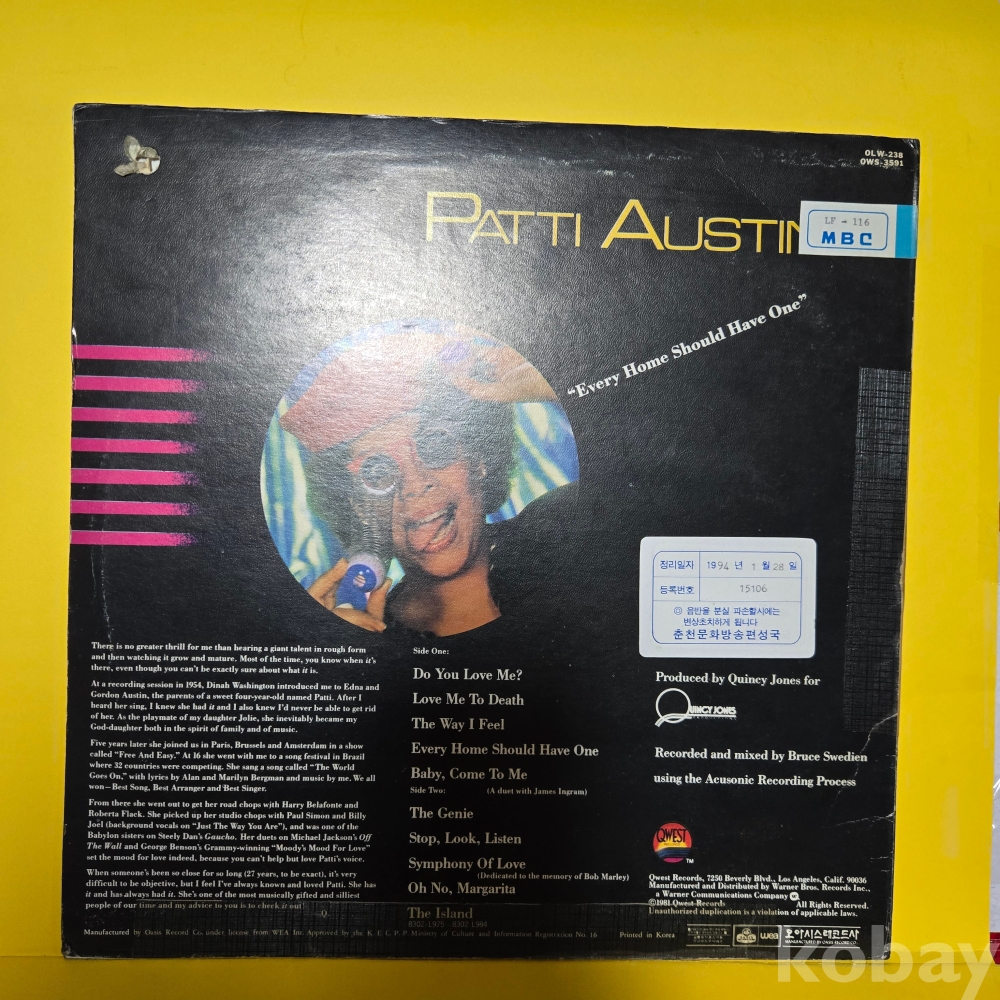 OLW-238
OWS-3591
PATTI AUSTIN
LF - 116
MBC
"Every Home Should Have One"
정리일자 1994 년 1 월 28 일
등록번호 15106
◎ 음반을 분실 파손할시에는
변상조치하게 됩니다
춘천문화방송편성국
There is no greater thrill for me than hearing a giant talent in rough form
and then watching it grow and mature. Most of the time, you know when it's
there, even though you can't be exactly sure about what it is.
At a recording session in 1954, Dinah Washington introduced me to Edna and
Gordon Austin, the parents of a sweet four-year-old named Patti. After I
heard her sing, I knew she had it and I also knew I'd never be able to get rid
of her. As the playmate of my daughter Jolie, she inevitably became my
God-daughter both in the spirit of family and of music.
Five years later she joined us in Paris, Brussels and Amsterdam in a show
called "Free And Easy." At 16 she went with me to a song festival in Brazil
where 32 countries were competing. She sang a song called "The World
Goes On," with lyrics by Alan and Marilyn Bergman and music by me. We all
won—Best Song, Best Arranger and Best Singer.
From there she went out to get her road chops with Harry Belafonte and
Roberta Flack. She picked up her studio chops with Paul Simon and Billy
Joel (background vocals on "Just The Way You Are"), and was one of the
Babylon sisters on Steely Dan's Gaucho. Her duets on Michael Jackson's Off
The Wall and George Benson's Grammy-winning "Moody's Mood For Love"
set the mood for love indeed, because you can't help but love Patti's voice.
When someone's been so close for so long (27 years, to be exact), it's very
difficult to be objective, but I feel I've always known and loved Patti. She has
it and has always had it. She's one of the most musically gifted and silliest
people of our time and my advice to you is to check it out!
Q
Side One:
Do You Love Me?
Love Me To Death
The Way I Feel
Every Home Should Have One
Baby, Come To Me
Side Two: (A duet with James Ingram)
The Genie
Stop, Look, Listen
Symphony Of Love
(Dedicated to the memory of Bob Marley)
Oh No, Margarita
The Island
8302-L975 8302-L984
Produced by Quincy Jones for
QUINCY JONES
Recorded and mixed by Bruce Swedien
using the Acusonic Recording Process
QWEST
RECORDS
TM
Qwest Records, 7250 Beverly Blvd., Los Angeles, Calif. 90036
Manufactured and Distributed by Warner Bros. Records Inc.,
a Warner Communications Company
©1981 Qwest Records All Rights Reserved.
Unauthorized duplication is a violation of applicable laws.
Manufactured by Oasis Record Co. under license from WEA Inc. Approved by the K. E. C. P. P. Ministry of Culture and Information Registration No. 16 Printed in Korea
wea
오아시스레코드사
MANUFACTURED BY OASIS RECORD CO.
kobay